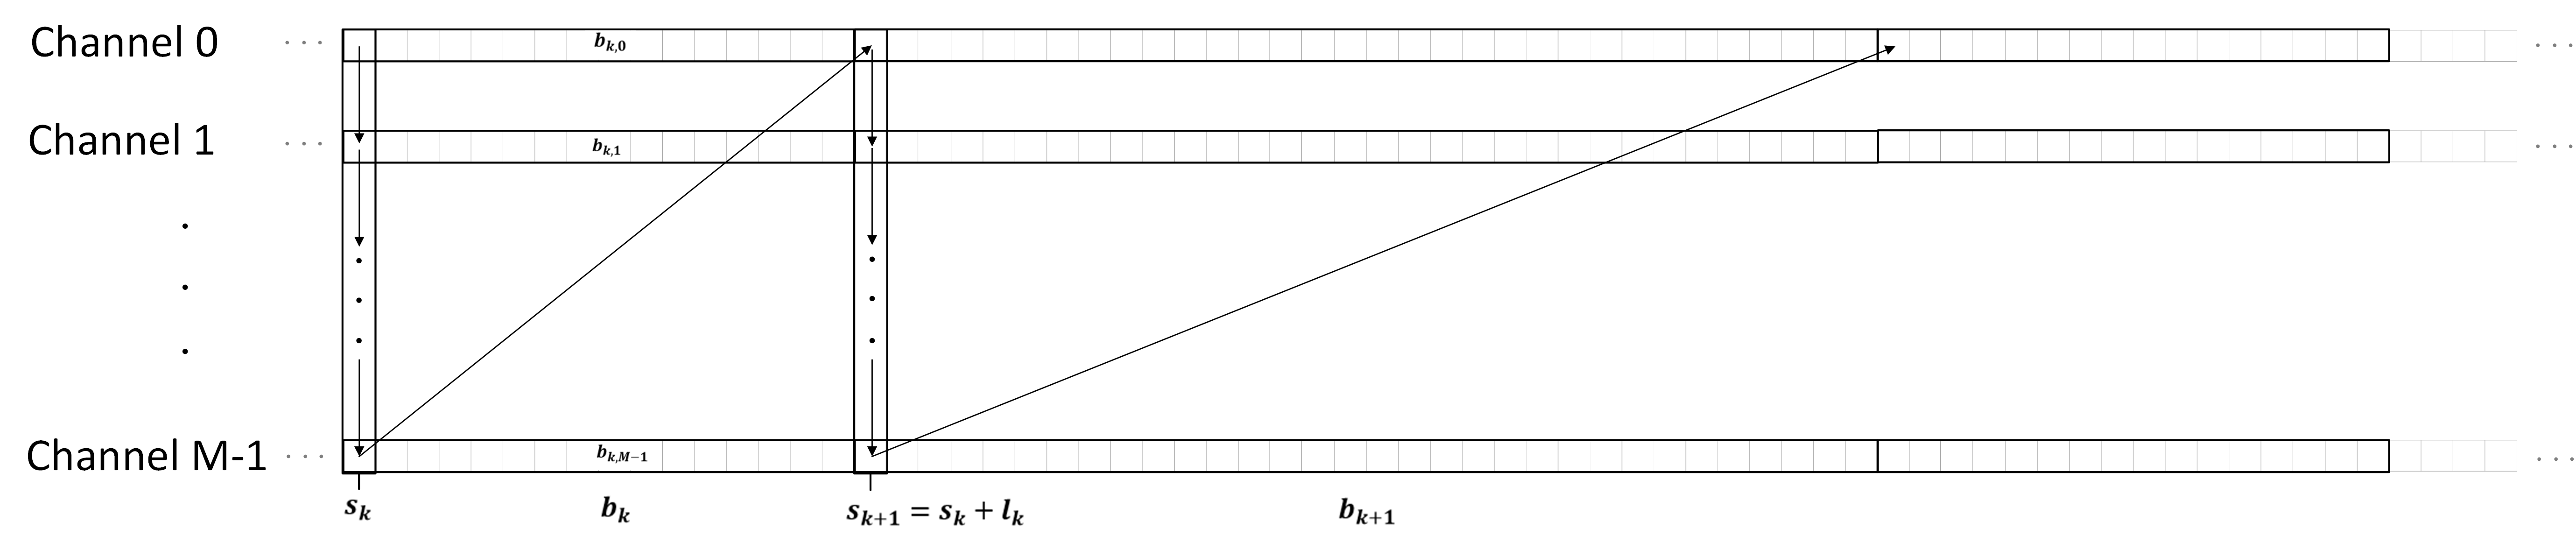 Channel 0 · · · b_{k,0} · · ·
Channel 1 · · · b_{k,1} · · ·
Channel M-1 · · · b_{k,M−1} · · ·
s_k b_k s_{k+1} = s_k + l_k b_{k+1}